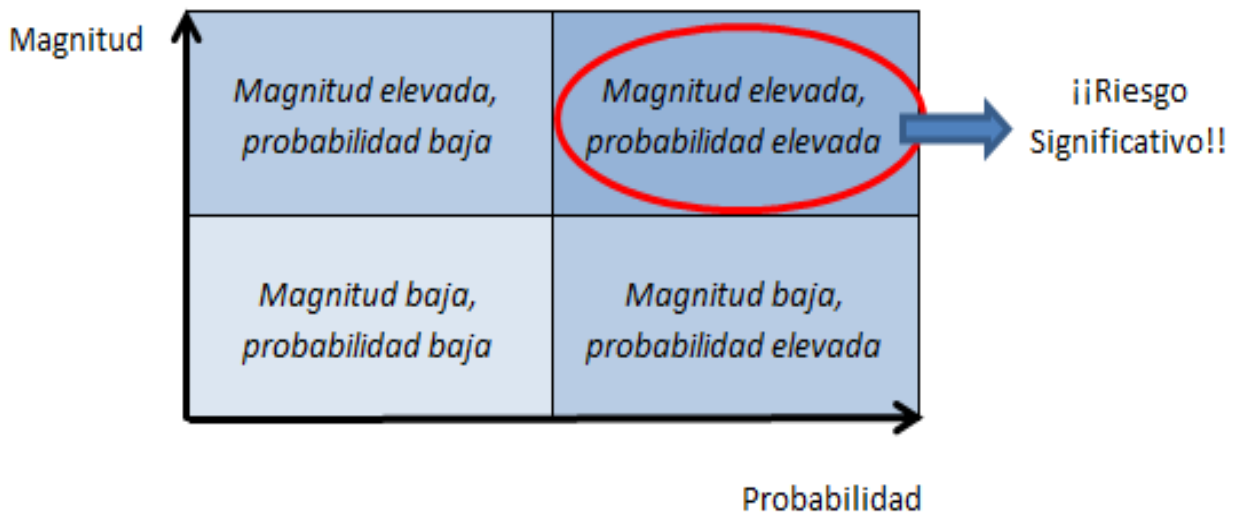 Magnitud
Magnitud elevada,
probabilidad baja
Magnitud elevada,
probabilidad elevada
¡¡Riesgo
Significativo!!
Magnitud baja,
probabilidad baja
Magnitud baja,
probabilidad elevada
Probabilidad